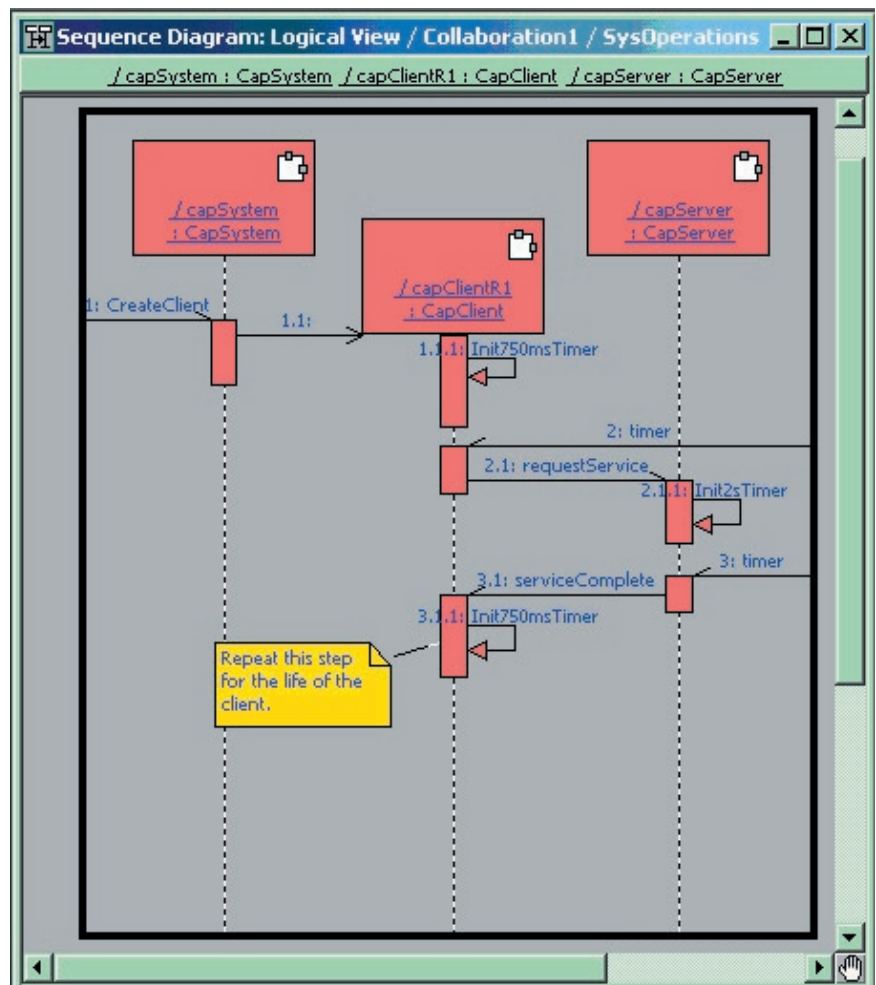 Sequence Diagram: Logical View / Collaboration1 / SysOperations
/ capSystem : CapSystem / capClientR1 : CapClient / capServer : CapServer
/ capSystem
: CapSystem
/ capServer
: CapServer
/ capClientR1
: CapClient
1: CreateClient
1.1:
1.1.1: Init750msTimer
2: timer
2.1: requestService
2.1.1: Init2sTimer
3: timer
3.1: serviceComplete
3.1.1: Init750msTimer
Repeat this step
for the life of the
client.